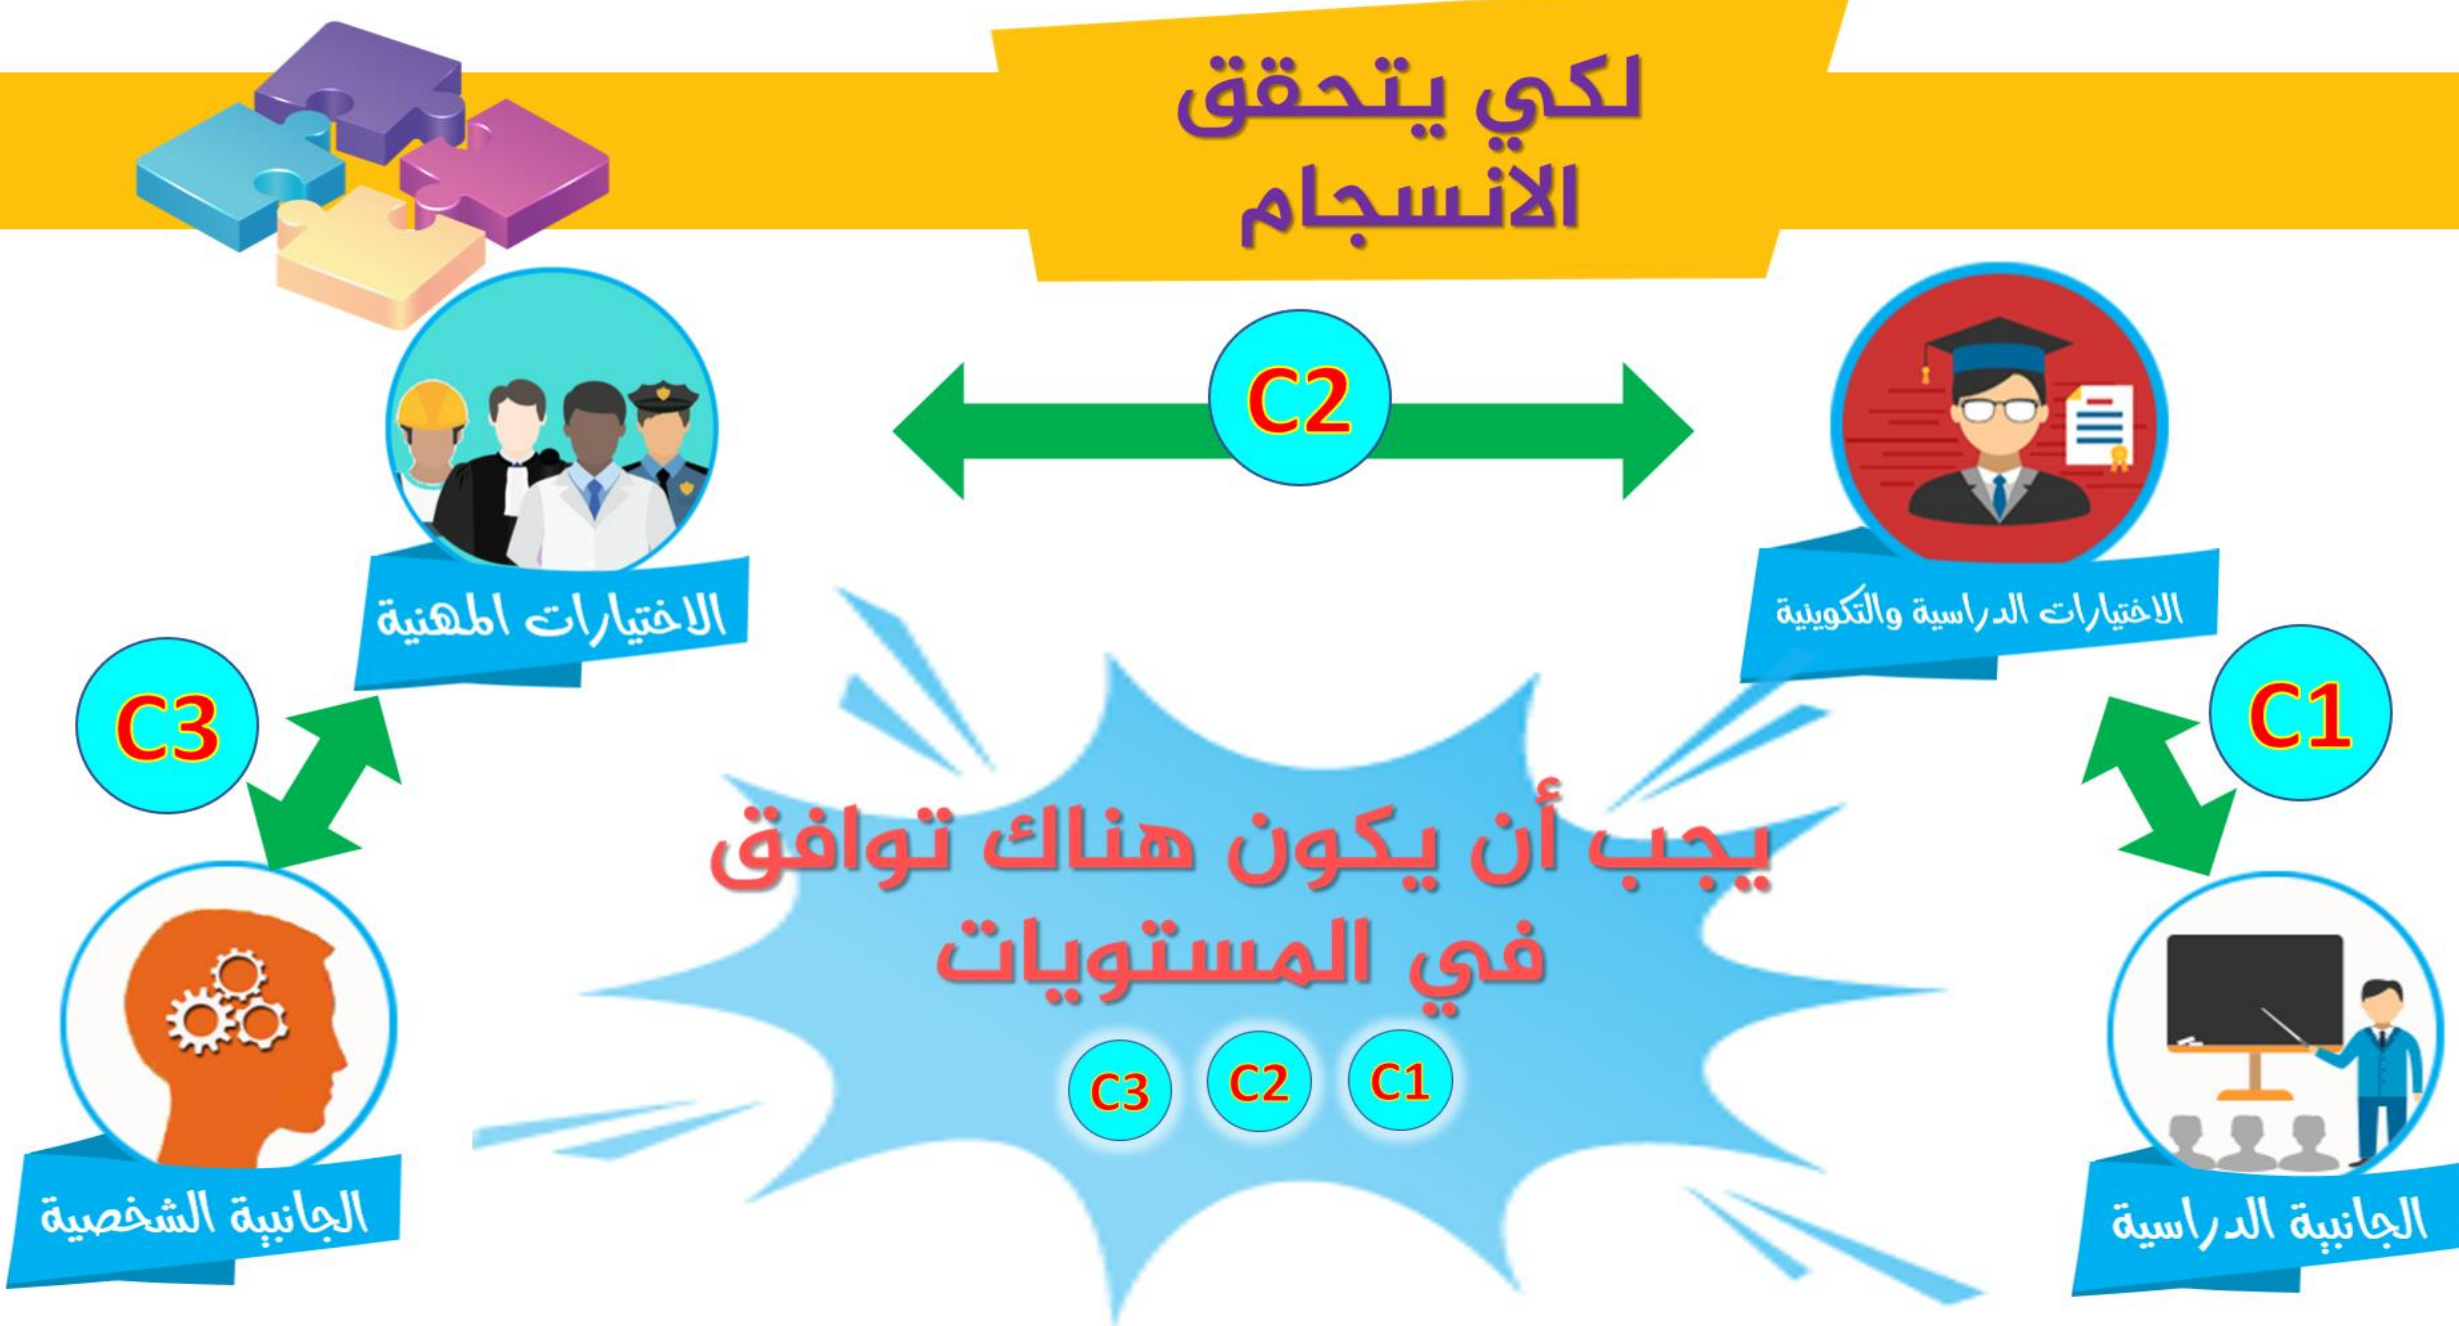 لكي يتحقق
الانسجام
C2
الاختيارات الدراسية والتكوينية
الاختيارات المهنية
C1
C3
يجب أن يكون هناك توافق
في المستويات
C1 C2 C3
الجانبية الدراسية
الجانبية الشخصية